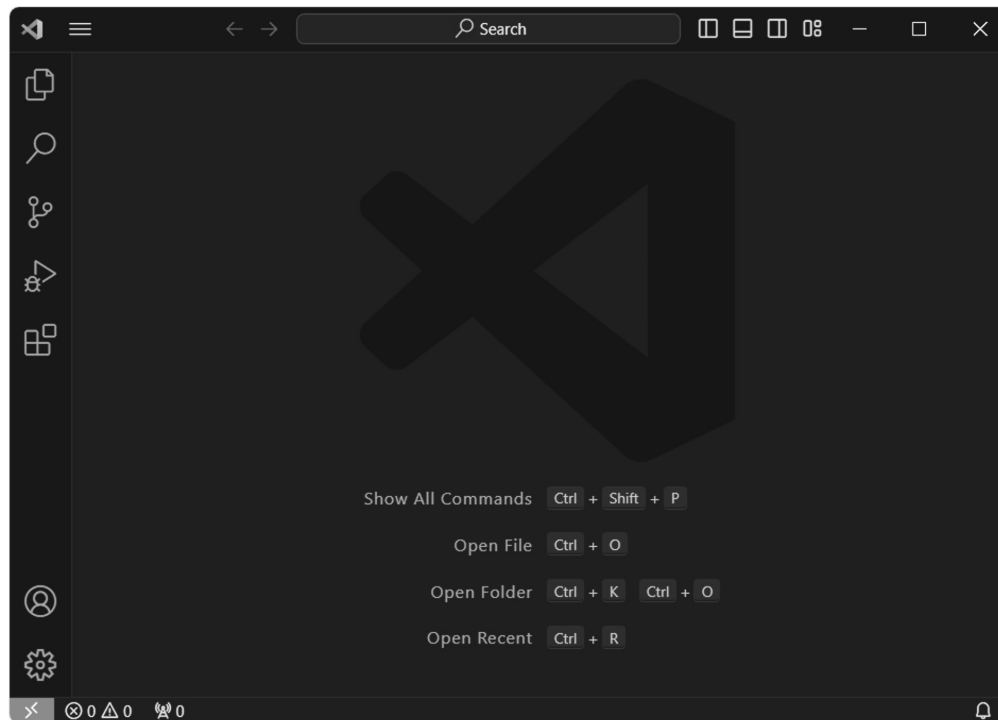 Search
Show All Commands Ctrl + Shift + P
Open File Ctrl + O
Open Folder Ctrl + K Ctrl + O
Open Recent Ctrl + R
0 0 0